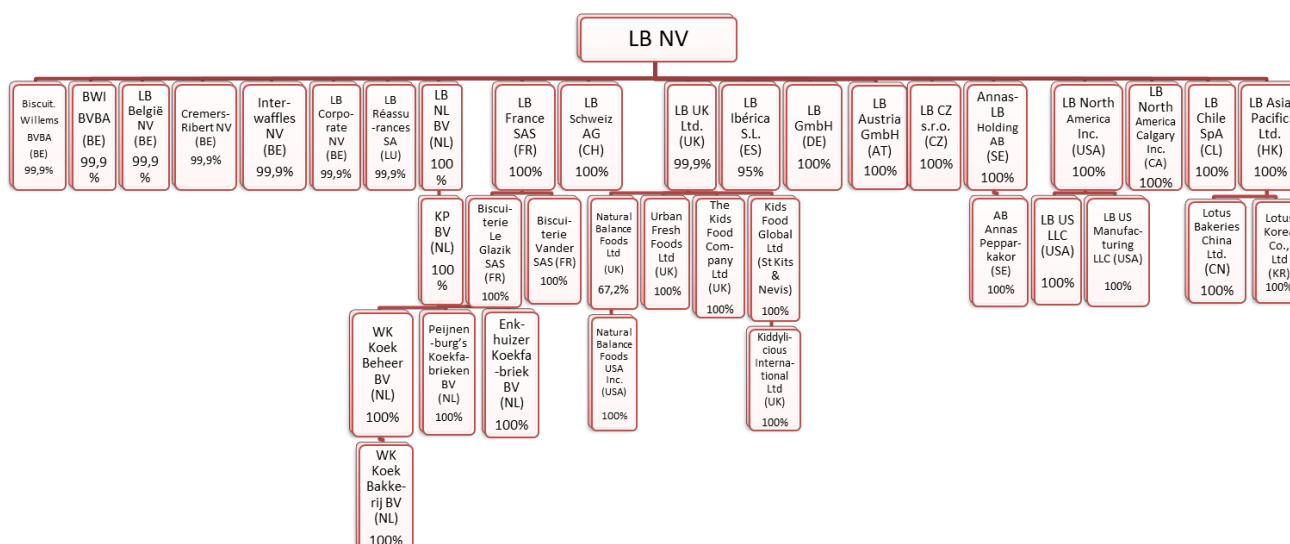 LB NV
Biscuit.
Willems
BVBA
(BE)
99,9%
BWI
BVBA
(BE)
99,9
%
LB
België
NV
(BE)
99,9
%
Cremers-
Ribert NV
(BE)
99,9%
Inter-
waffles
NV
(BE)
99,9%
LB
Corpo-
rate
NV
(BE)
99,9%
LB
Réassu
-rances
SA
(LU)
99,9%
LB
NL
BV
(NL)
100
%
LB
France
SAS
(FR)
100%
LB
Schweiz
AG
(CH)
100%
LB UK
Ltd.
(UK)
99,9%
LB
Ibérica
S.L.
(ES)
95%
LB
GmbH
(DE)
100%
LB
Austria
GmbH
(AT)
100%
LB CZ
s.r.o.
(CZ)
100%
Annas-
LB
Holding
AB
(SE)
100%
LB North
America
Inc.
(USA)
100%
LB
North
America
Calgary
Inc.
(CA)
100%
LB
Chile
SpA
(CL)
100%
LB Asia
Pacific
Ltd.
(HK)
100%
KP
BV
(NL)
100
%
Biscui-
terie
Le
Glazik
SAS
(FR)
100%
Biscui-
terie
Vander
SAS (FR)
100%
Natural
Balance
Foods
Ltd
(UK)
67,2%
Urban
Fresh
Foods
Ltd
(UK)
100%
The
Kids
Food
Com-
pany
Ltd
(UK)
100%
Kids
Food
Global
Ltd
(St Kits
&
Nevis)
100%
AB
Annas
Peppar-
kakor
(SE)
100%
LB US
LLC
(USA)
100%
LB US
Manufac-
turing
LLC (USA)
100%
Lotus
Bakeries
China
Ltd.
(CN)
100%
Lotus
Korea
Co.,
Ltd
(KR)
100%
WK
Koek
Beheer
BV
(NL)
100%
Peijnen
-burg's
Koekfa-
brieken
BV
(NL)
100%
Enk-
huizer
Koekfa
-briek
BV
(NL)
100%
Natural
Balance
Foods
USA
Inc.
(USA)
100%
Kiddyli-
cious
Interna-
tional
Ltd
(UK)
100%
WK
Koek
Bakke-
rij BV
(NL)
100%